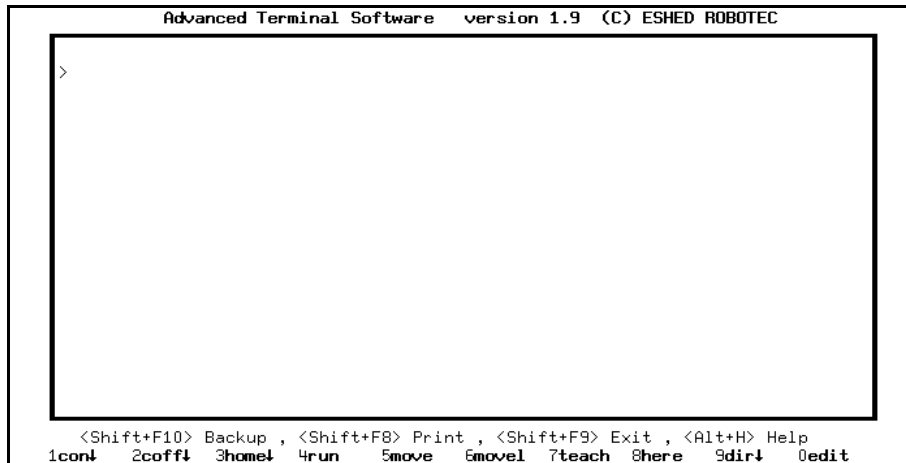 Advanced Terminal Software version 1.9 (C) ESHED ROBOTEC
>
<Shift+F10> Backup , <Shift+F8> Print , <Shift+F9> Exit , <Alt+H> Help
1con↓ 2coff↓ 3home↓ 4run 5move 6movel 7teach 8here 9dir↓ 0edit